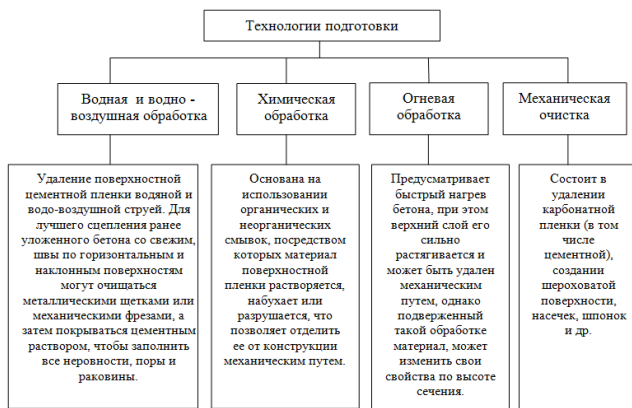 Технологии подготовки
Водная и водно -
воздушная обработка
Химическая
обработка
Огневая
обработка
Механическая
очистка
Удаление поверхностной
цементной пленки водяной и
водо-воздушной струей. Для
лучшего сцепления ранее
уложенного бетона со свежим,
швы по горизонтальным и
наклонным поверхностям
могут очищаться
металлическими щетками или
механическими фрезами, а
затем покрываться цементным
раствором, чтобы заполнить
все неровности, поры и
раковины.
Основана на
использовании
органических и
неорганических
смывок, посредством
которых материал
поверхностной
пленки растворяется,
набухает или
разрушается, что
позволяет отделить
ее от конструкции
механическим путем.
Предусматривает
быстрый нагрев
бетона, при этом
верхний слой его
сильно
растягивается и
может быть удален
механическим
путем, однако
подверженный
такой обработке
материал, может
изменить свои
свойства по высоте
сечения.
Состоит в
удалении
карбонатной
пленки (в том
числе
цементной),
создании
шероховатой
поверхности,
насечек, шпонок
и др.